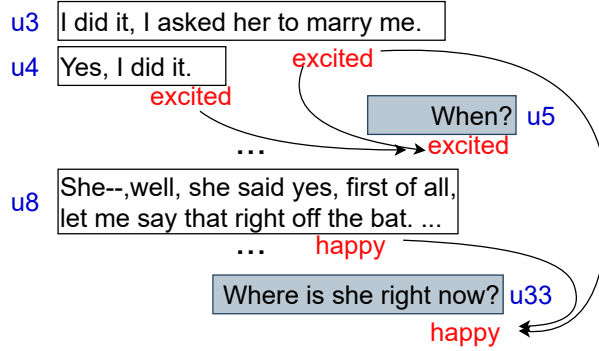 u3 I did it, I asked her to marry me.
excited
u4 Yes, I did it.
excited
When? u5
excited
...
u8 She--,well, she said yes, first of all,
let me say that right off the bat. ...
... happy
Where is she right now? u33
happy